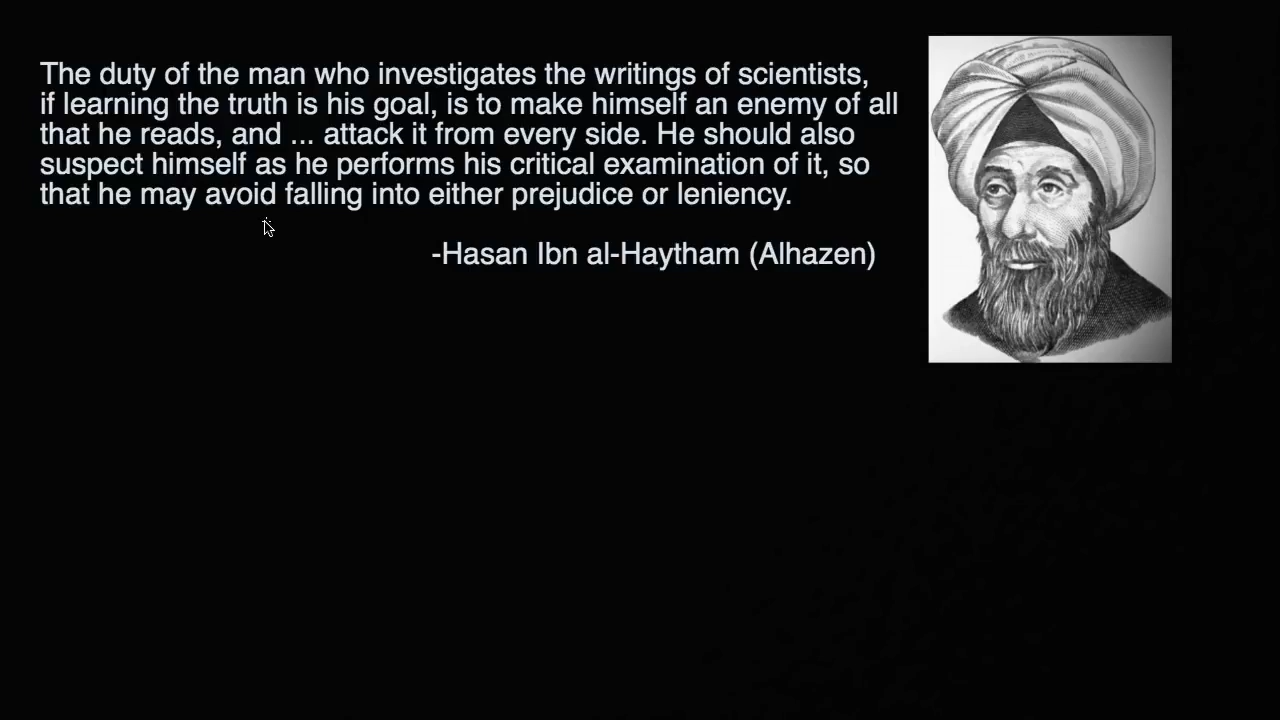 The duty of the man who investigates the writings of scientists,
if learning the truth is his goal, is to make himself an enemy of all
that he reads, and ... attack it from every side. He should also
suspect himself as he performs his critical examination of it, so
that he may avoid falling into either prejudice or leniency.
-Hasan Ibn al-Haytham (Alhazen)